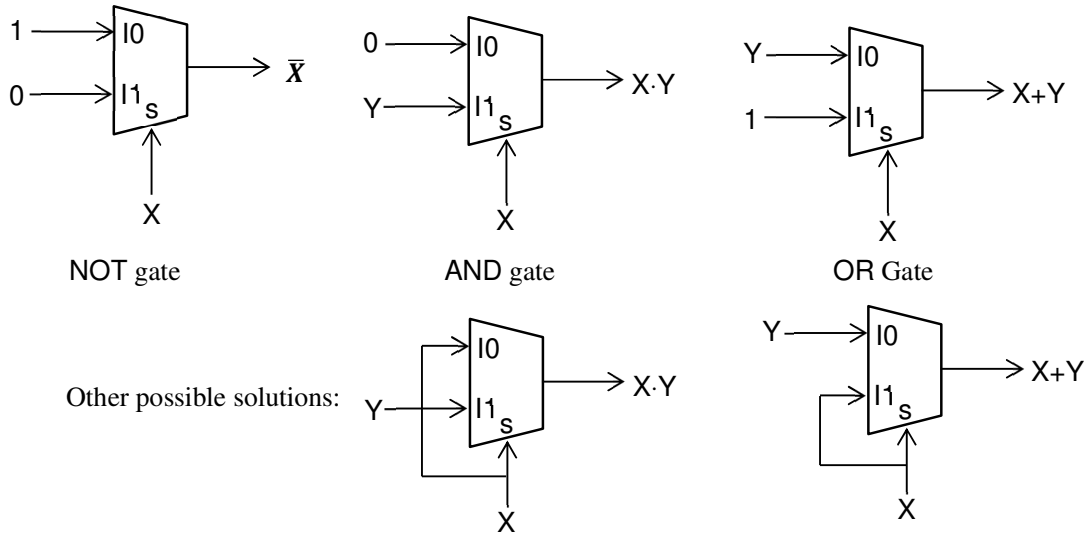 1
I0
0
I1
S
X̄
X
NOT gate
0
I0
Y
I1
S
X·Y
X
AND gate
Y
I0
1
I1
S
X+Y
X
OR Gate
Other possible solutions:
I0
Y
I1
S
X·Y
X
Y
I0
I1
S
X+Y
X